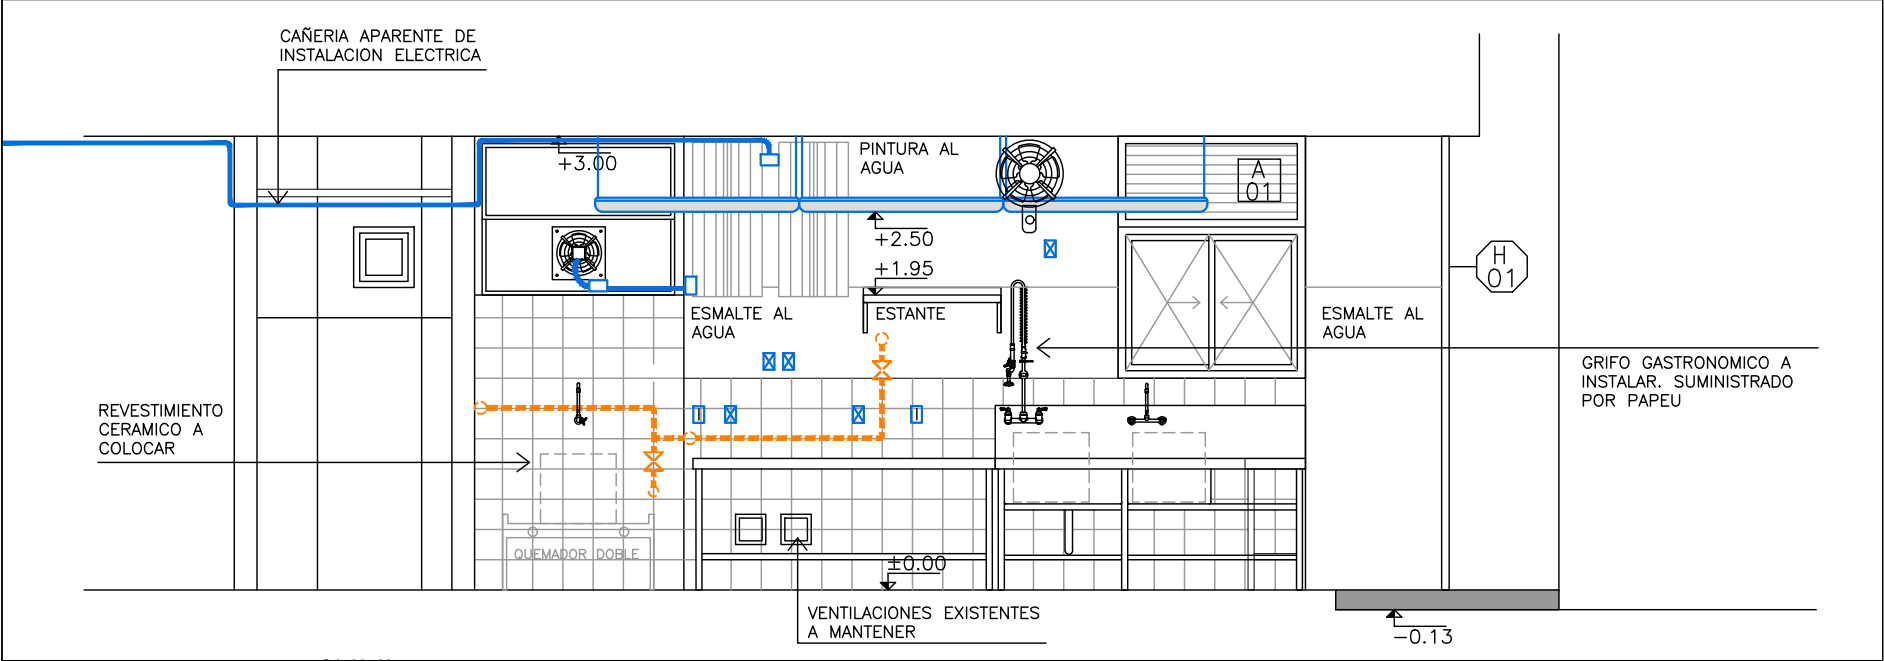 CAÑERIA APARENTE DE
INSTALACION ELECTRICA
+3.00
PINTURA AL
AGUA
A
01
+2.50
+1.95
H
01
ESMALTE AL
AGUA
ESTANTE
ESMALTE AL
AGUA
GRIFO GASTRONOMICO A
INSTALAR. SUMINISTRADO
POR PAPEU
REVESTIMIENTO
CERAMICO A
COLOCAR
QUEMADOR DOBLE
±0.00
VENTILACIONES EXISTENTES
A MANTENER
-0.13